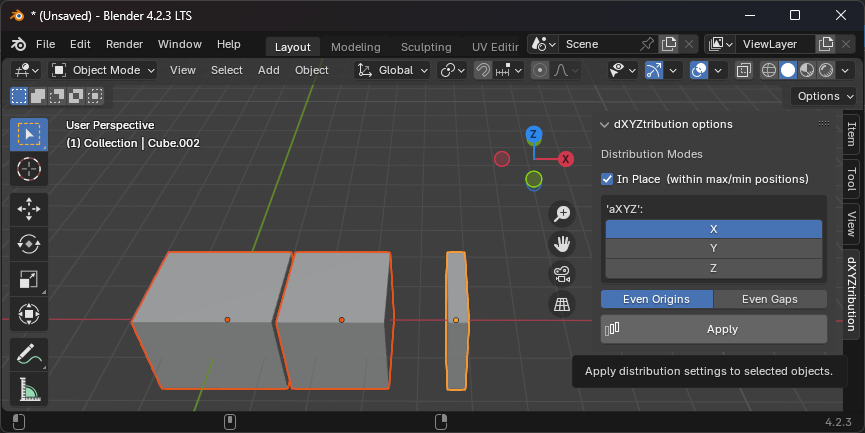 * (Unsaved) - Blender 4.2.3 LTS
File Edit Render Window Help Layout Modeling Sculpting UV Editin Scene ViewLayer
Object Mode View Select Add Object Global
Options
User Perspective
(1) Collection | Cube.002
Z
X
dXYZtribution options
Distribution Modes
In Place (within max/min positions)
'aXYZ':
X
Y
Z
Even Origins Even Gaps
Apply
Apply distribution settings to selected objects.
Item
Tool
View
dXYZtribution
4.2.3